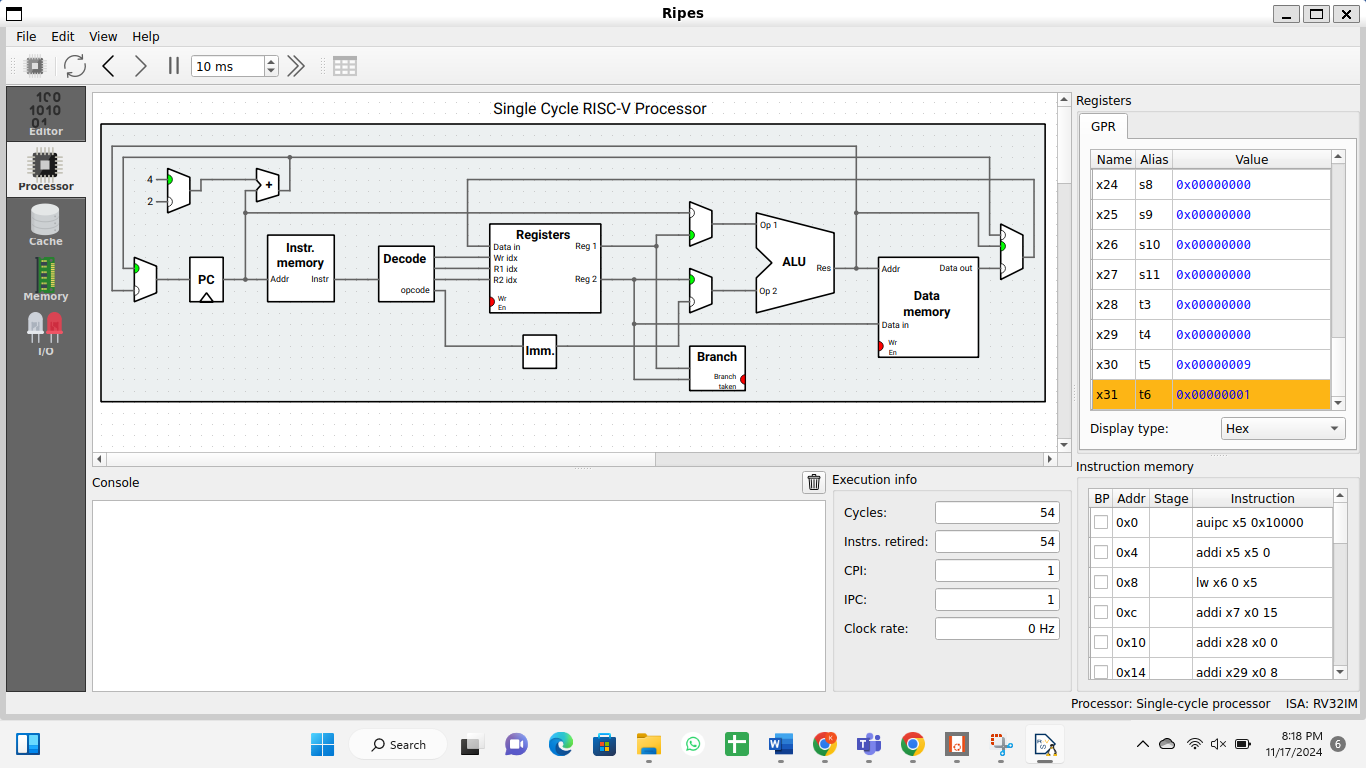 Ripes
File Edit View Help
10 ms
100
1010
01
Editor
Processor
Cache
Memory
I/O
Single Cycle RISC-V Processor
4
2
+
PC
Instr.
memory
Addr Instr
Decode
opcode
Registers
Data in Reg 1
Wr idx
R1 idx
R2 idx Reg 2
Wr
En
Imm.
Op 1
ALU
Res
Op 2
Branch
Branch
taken
Addr Data out
Data
memory
Data in
Wr
En
Registers
GPR
Name Alias Value
x24 s8 0x00000000
x25 s9 0x00000000
x26 s10 0x00000000
x27 s11 0x00000000
x28 t3 0x00000000
x29 t4 0x00000000
x30 t5 0x00000009
x31 t6 0x00000001
Display type: Hex
Console
Execution info
Cycles: 54
Instrs. retired: 54
CPI: 1
IPC: 1
Clock rate: 0 Hz
Instruction memory
BP Addr Stage Instruction
0x0 auipc x5 0x10000
0x4 addi x5 x5 0
0x8 lw x6 0 x5
0xc addi x7 x0 15
0x10 addi x28 x0 0
0x14 addi x29 x0 8
Processor: Single-cycle processor ISA: RV32IM
Search
8:18 PM
11/17/2024
6